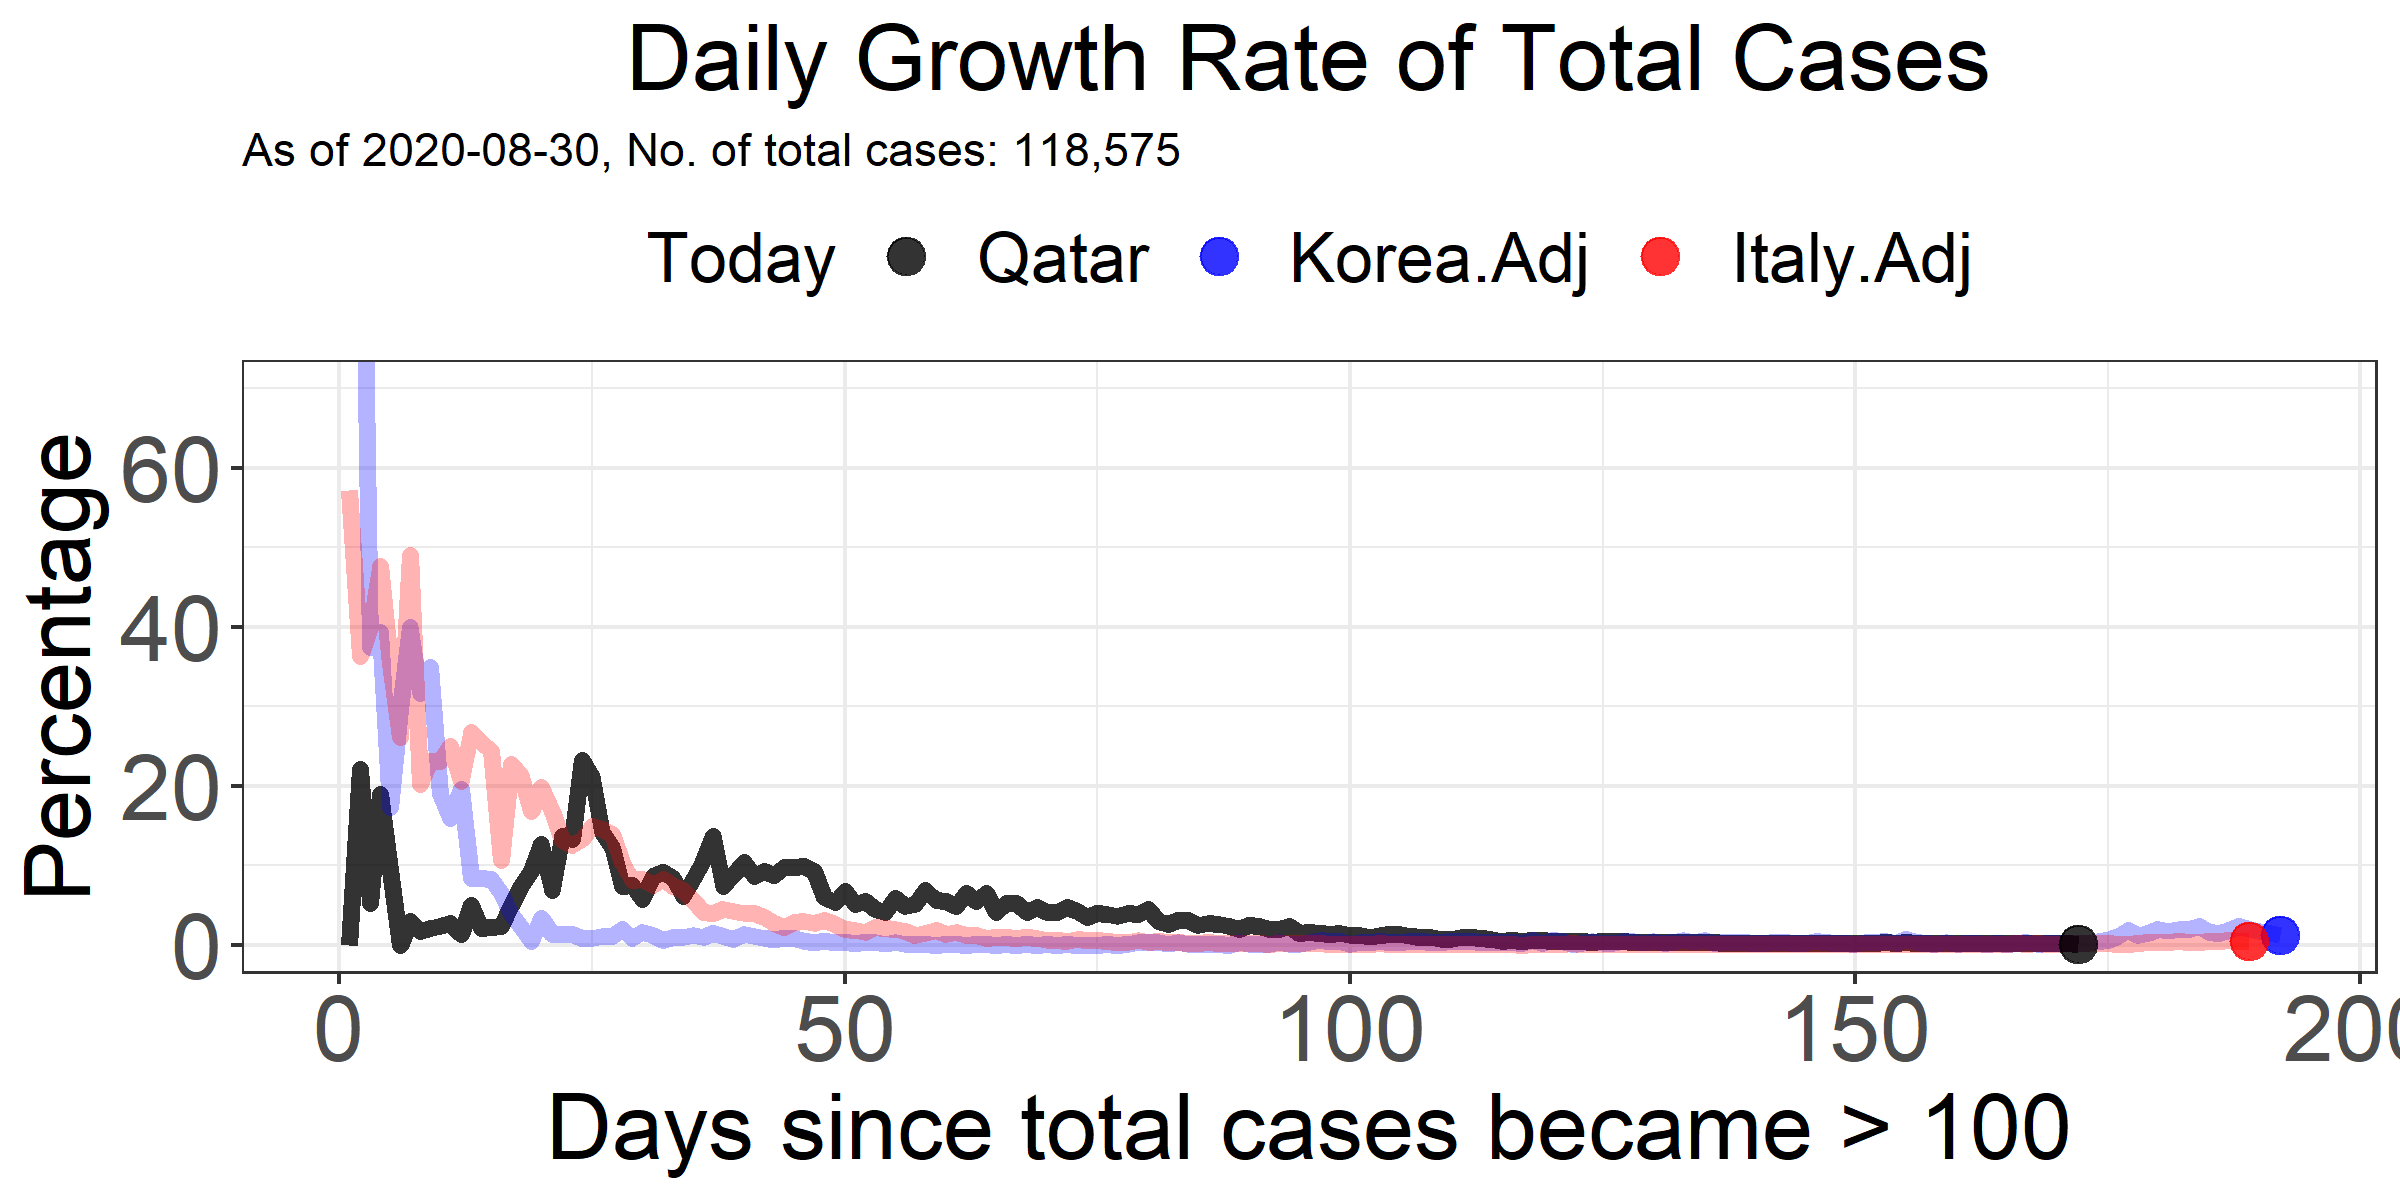 Daily Growth Rate of Total Cases
As of 2020-08-30, No. of total cases: 118,575
Today Qatar Korea.Adj Italy.Adj
Percentage
60
40
20
0
0 50 100 150 200
Days since total cases became > 100